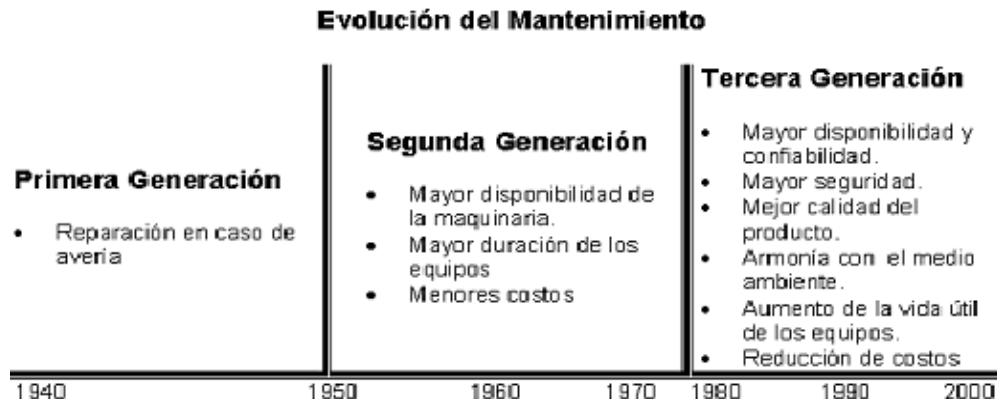 Evolución del Mantenimiento
Primera Generación
• Reparación en caso de
avería
Segunda Generación
• Mayor disponibilidad de
la maquinaria.
• Mayor duración de los
equipos
• Menores costos
Tercera Generación
• Mayor disponibilidad y
confiabilidad.
• Mayor seguridad.
• Mejor calidad del
producto.
• Armonía con el medio
ambiente.
• Aumento de la vida útil
de los equipos.
• Reducción de costos
1940 1950 1960 1970 1980 1990 2000